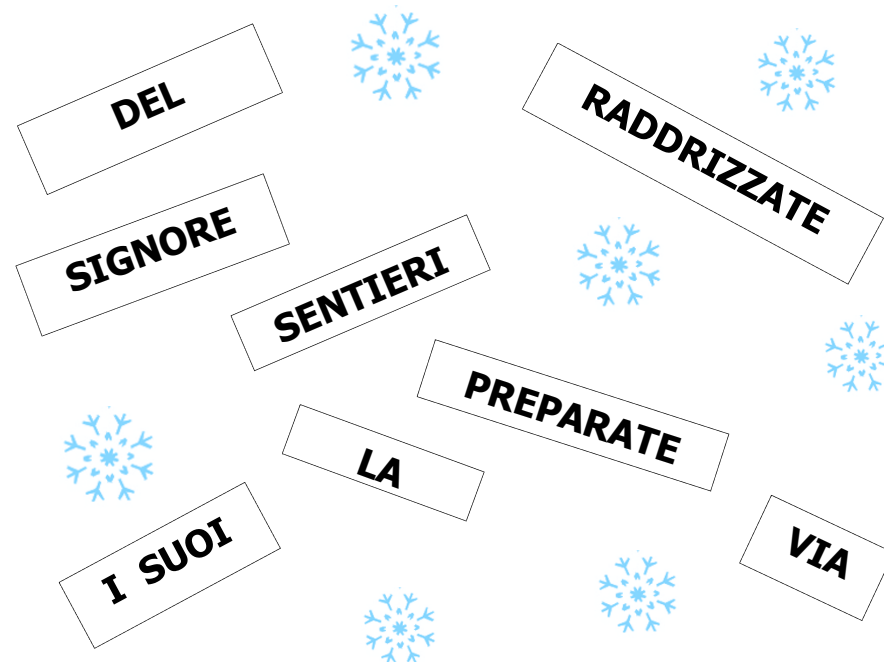 DEL
RADDRIZZATE
SIGNORE
SENTIERI
PREPARATE
LA
I SUOI
VIA